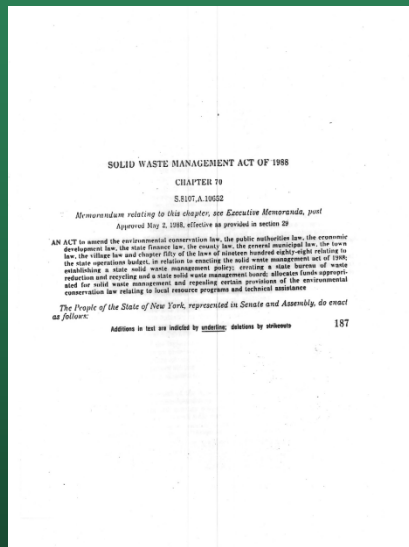 SOLID WASTE MANAGEMENT ACT OF 1988
CHAPTER 70
S.8107, A.10652
Memorandum relating to this chapter, see Executive Memoranda, post
Approved May 2, 1988, effective as provided in section 29
AN ACT to amend the environmental conservation law, the public authorities law, the economic
development law, the state finance law, the county law, the general municipal law, the town
law, the village law and chapter fifty of the laws of nineteen hundred eighty-eight relating to
the state operations budget, in relation to enacting the solid waste management act of 1988;
establishing a state solid waste management policy; creating a state bureau of waste
reduction and recycling and a state solid waste management board; allocates funds appropri-
ated for solid waste management and repealing certain provisions of the environmental
conservation law relating to local resource programs and technical assistance
The People of the State of New York, represented in Senate and Assembly, do enact
as follows:
Additions in text are indicted by underline; deletions by strikeouts
187